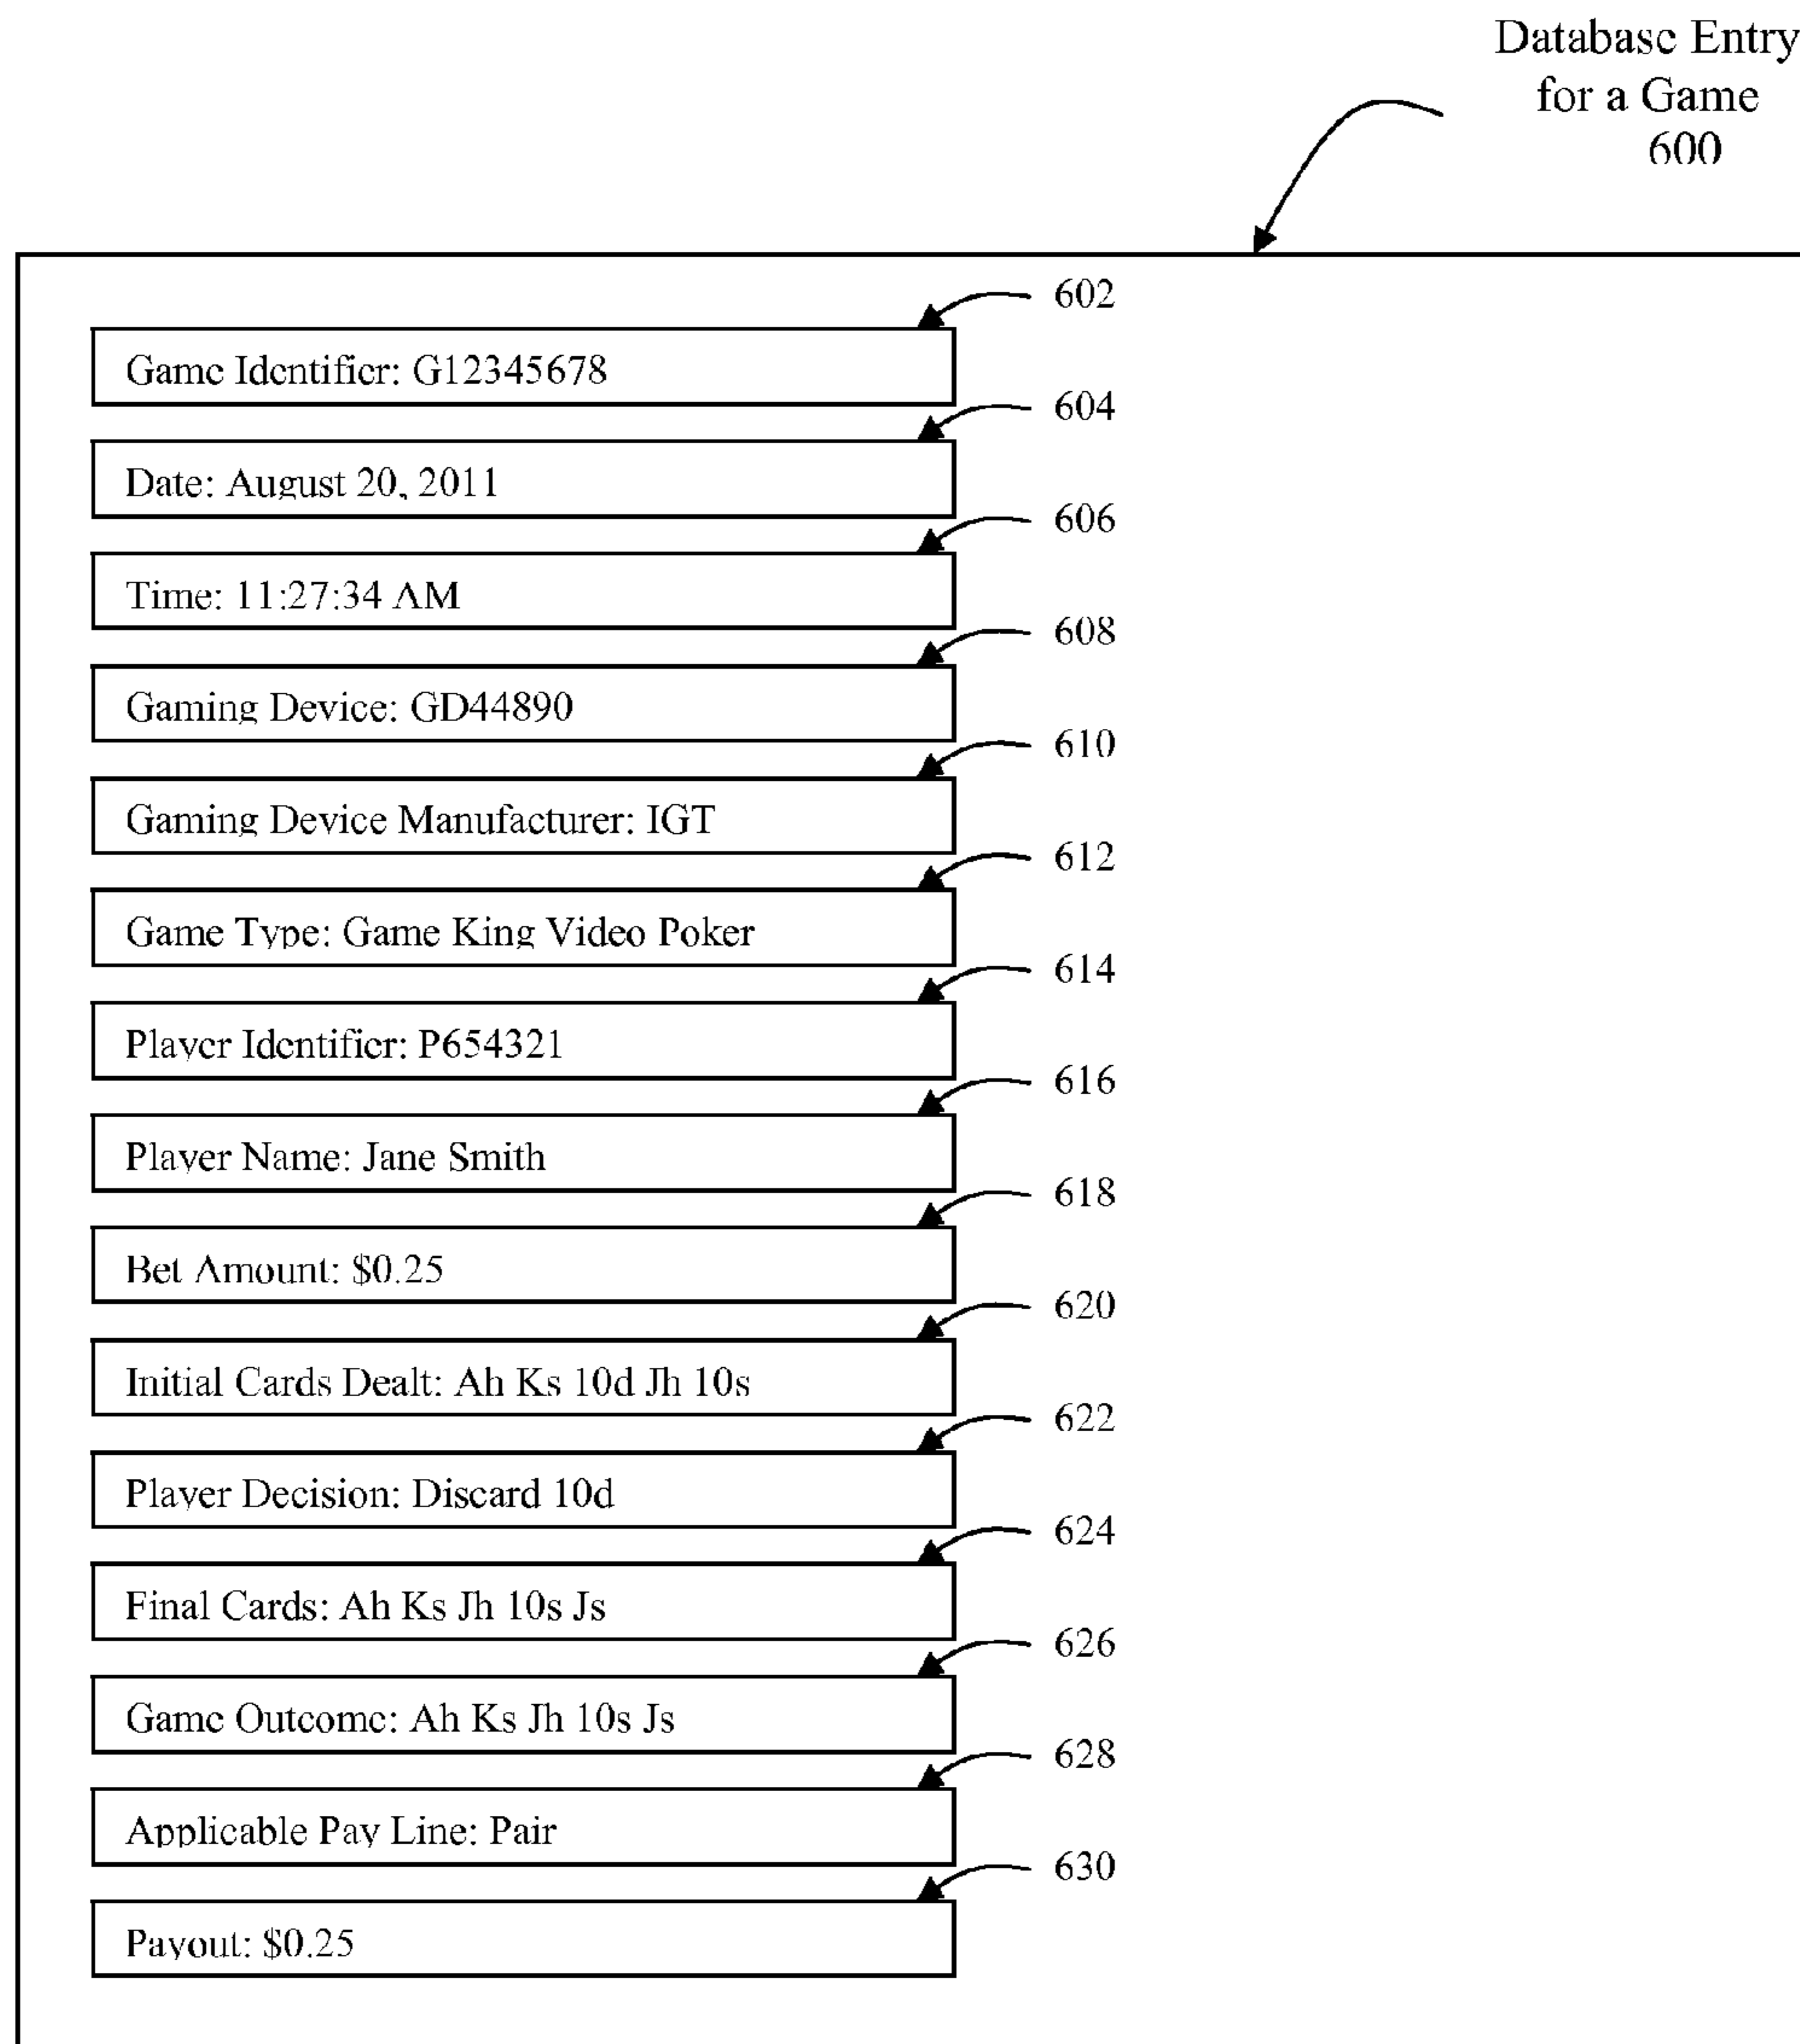 Database Entry
for a Game
600
602
Game Identifier: G12345678
604
Date: August 20, 2011
606
Time: 11:27:34 AM
608
Gaming Device: GD44890
610
Gaming Device Manufacturer: IGT
612
Game Type: Game King Video Poker
614
Player Identifier: P654321
616
Player Name: Jane Smith
618
Bet Amount: $0.25
620
Initial Cards Dealt: Ah Ks 10d Jh 10s
622
Player Decision: Discard 10d
624
Final Cards: Ah Ks Jh 10s Js
626
Game Outcome: Ah Ks Jh 10s Js
628
Applicable Pay Line: Pair
630
Payout: $0.25